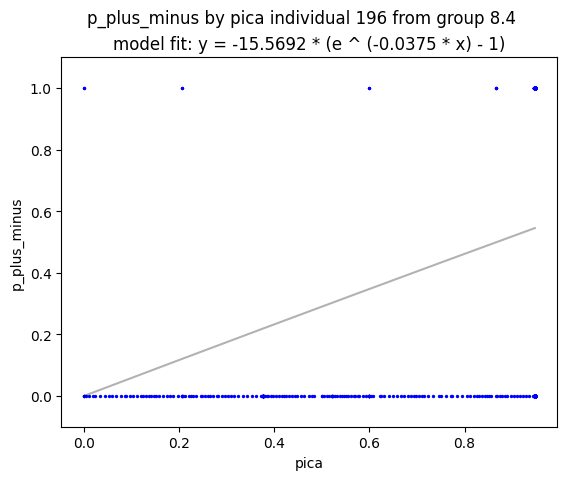 p_plus_minus by pica individual 196 from group 8.4
model fit: y = -15.5692 * (e ^ (-0.0375 * x) - 1)
1.0
0.8
0.6
0.4
0.2
0.0
p_plus_minus
0.0 0.2 0.4 0.6 0.8
pica